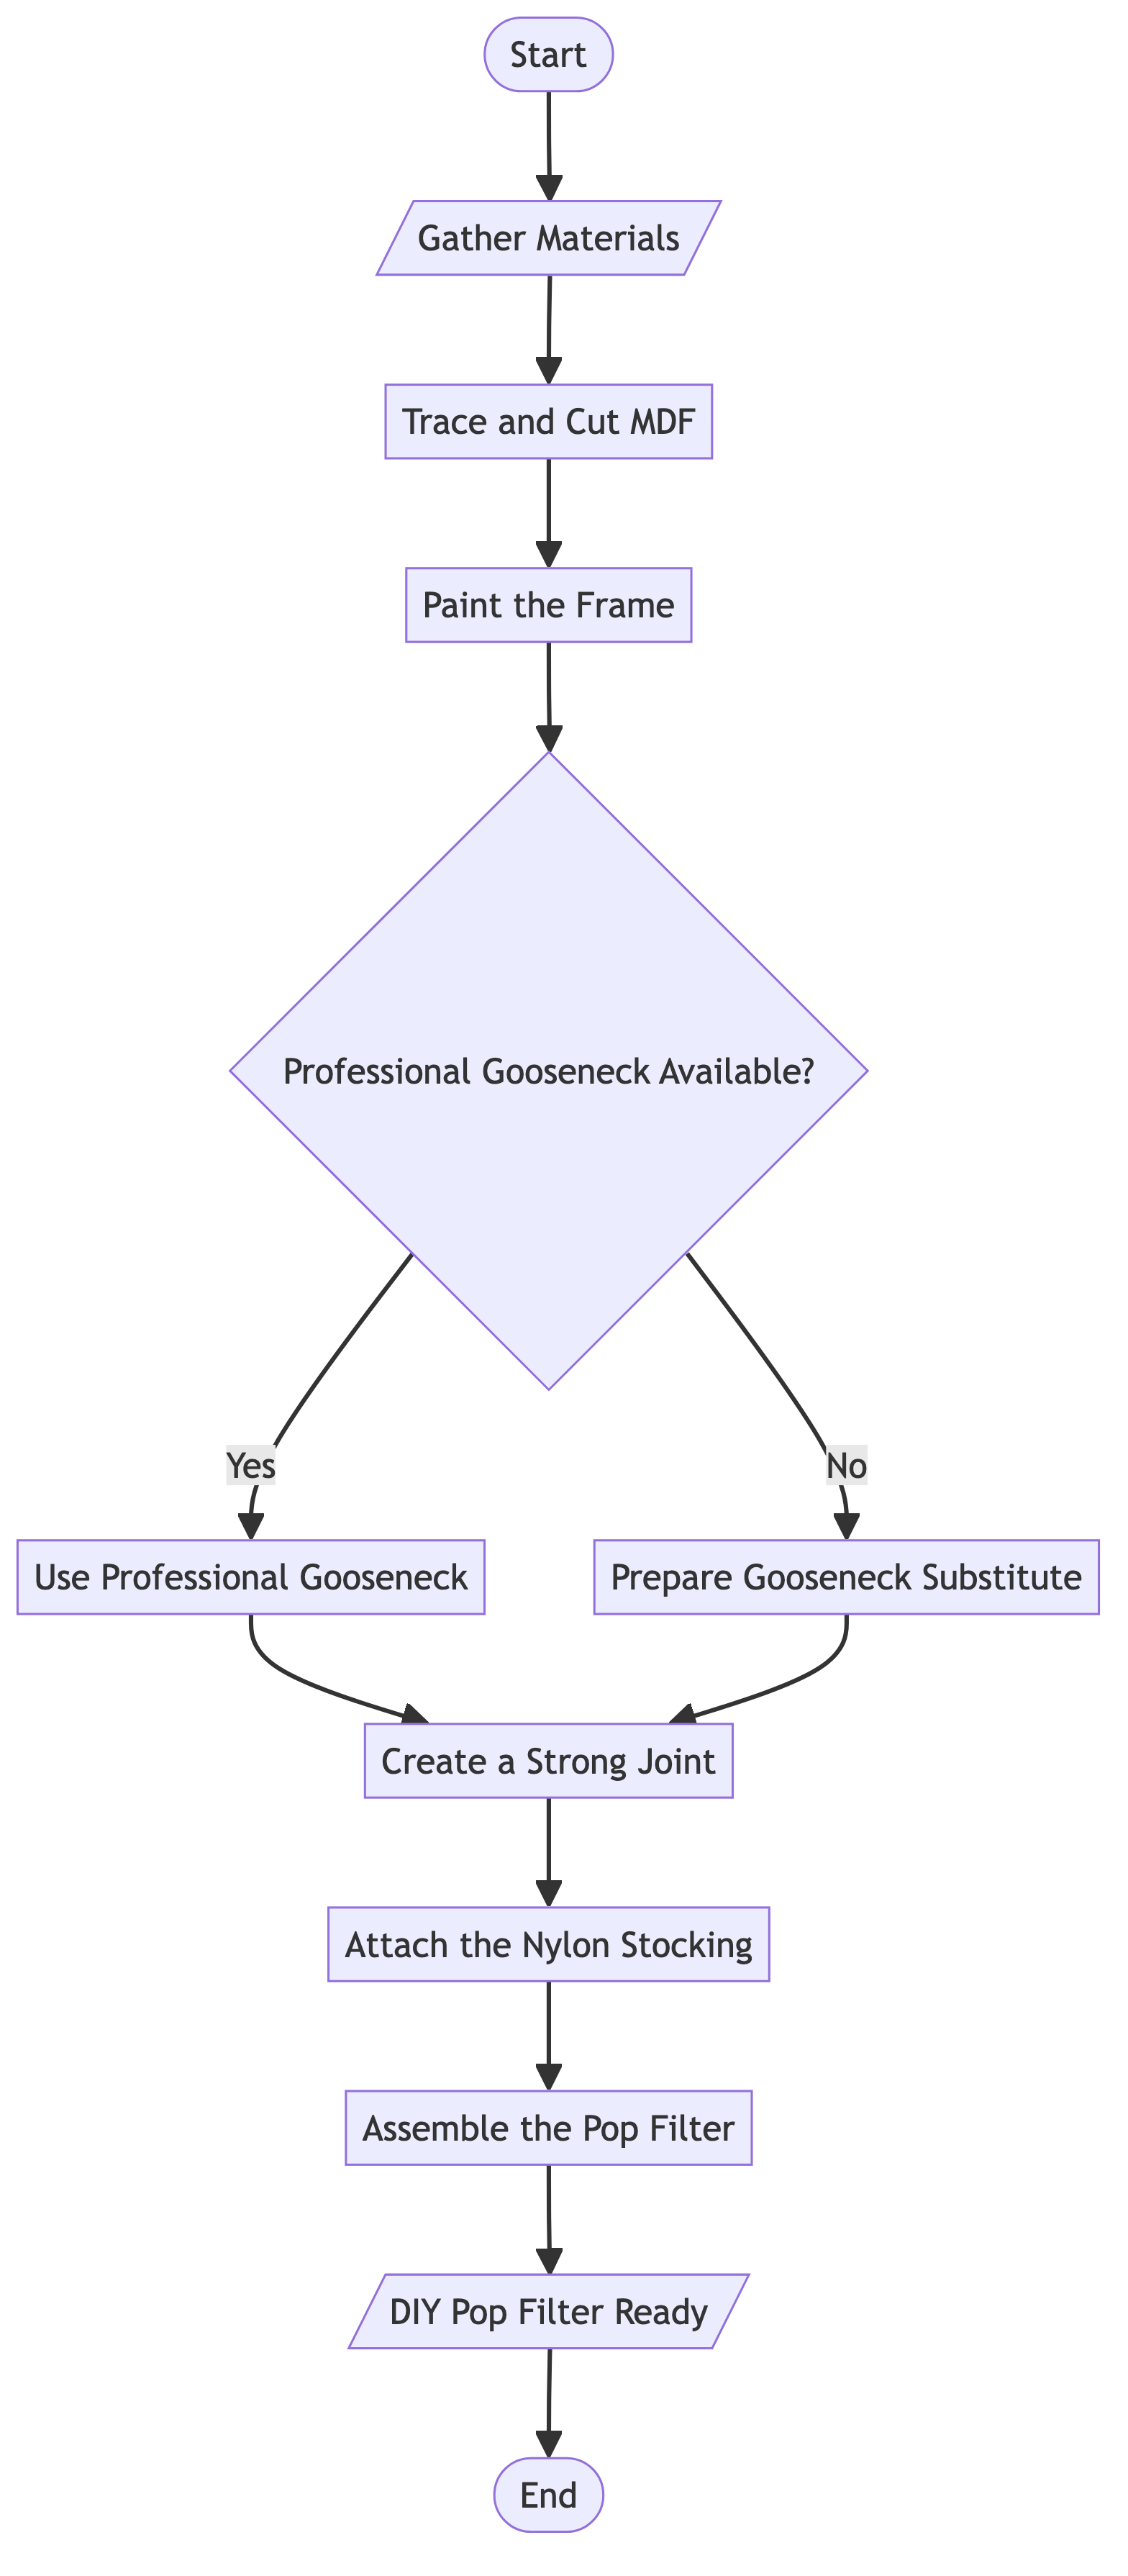 Start
Gather Materials
Trace and Cut MDF
Paint the Frame
Professional Gooseneck Available?
Yes
No
Use Professional Gooseneck
Prepare Gooseneck Substitute
Create a Strong Joint
Attach the Nylon Stocking
Assemble the Pop Filter
DIY Pop Filter Ready
End